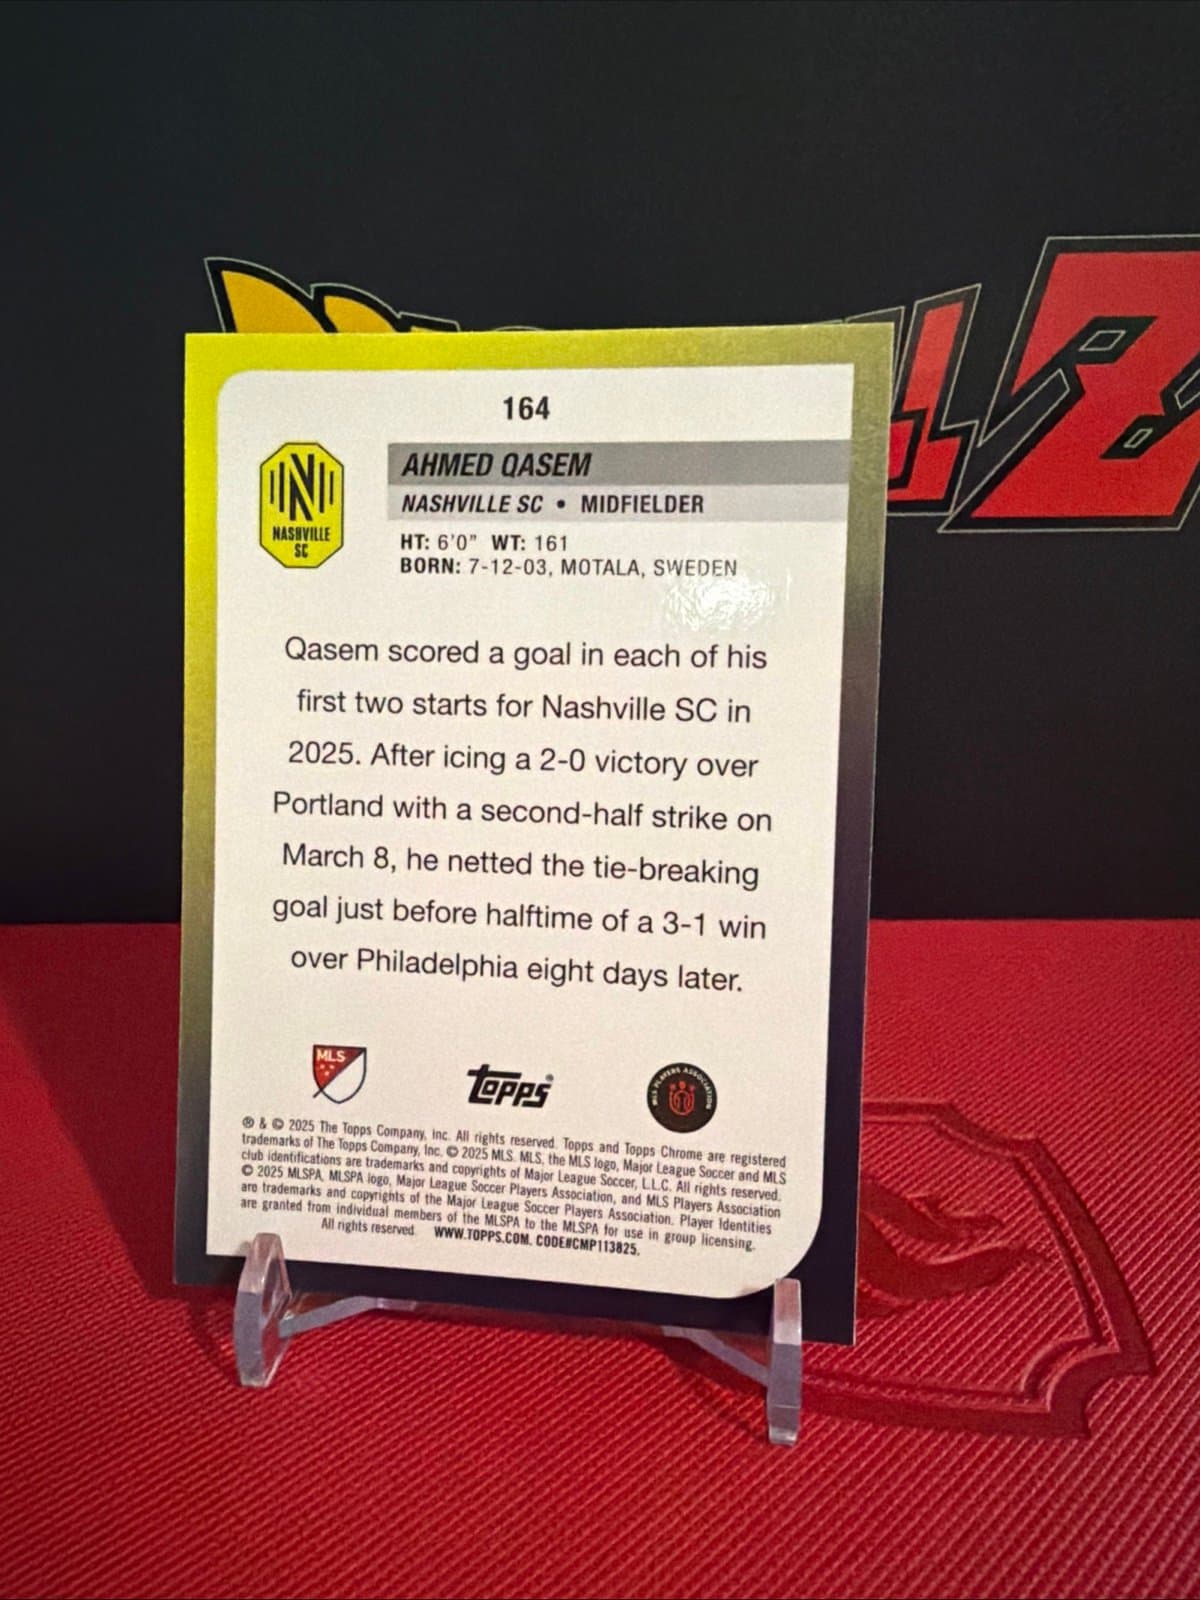 164
AHMED QASEM
NASHVILLE SC • MIDFIELDER
HT: 6'0" WT: 161
BORN: 7-12-03, MOTALA, SWEDEN
NASHVILLE
SC
Qasem scored a goal in each of his
first two starts for Nashville SC in
2025. After icing a 2-0 victory over
Portland with a second-half strike on
March 8, he netted the tie-breaking
goal just before halftime of a 3-1 win
over Philadelphia eight days later.
MLS
Topps®
MLS PLAYERS ASSOCIATION
® & © 2025 The Topps Company, Inc. All rights reserved. Topps and Topps Chrome are registered
trademarks of The Topps Company, Inc. © 2025 MLS. MLS, the MLS logo, Major League Soccer and MLS
club identifications are trademarks and copyrights of Major League Soccer, L.L.C. All rights reserved.
© 2025 MLSPA, MLSPA logo, Major League Soccer Players Association, and MLS Players Association
are trademarks and copyrights of the Major League Soccer Players Association. Player Identities
are granted from individual members of the MLSPA to the MLSPA for use in group licensing.
All rights reserved. WWW.TOPPS.COM. CODE#CMP113825.